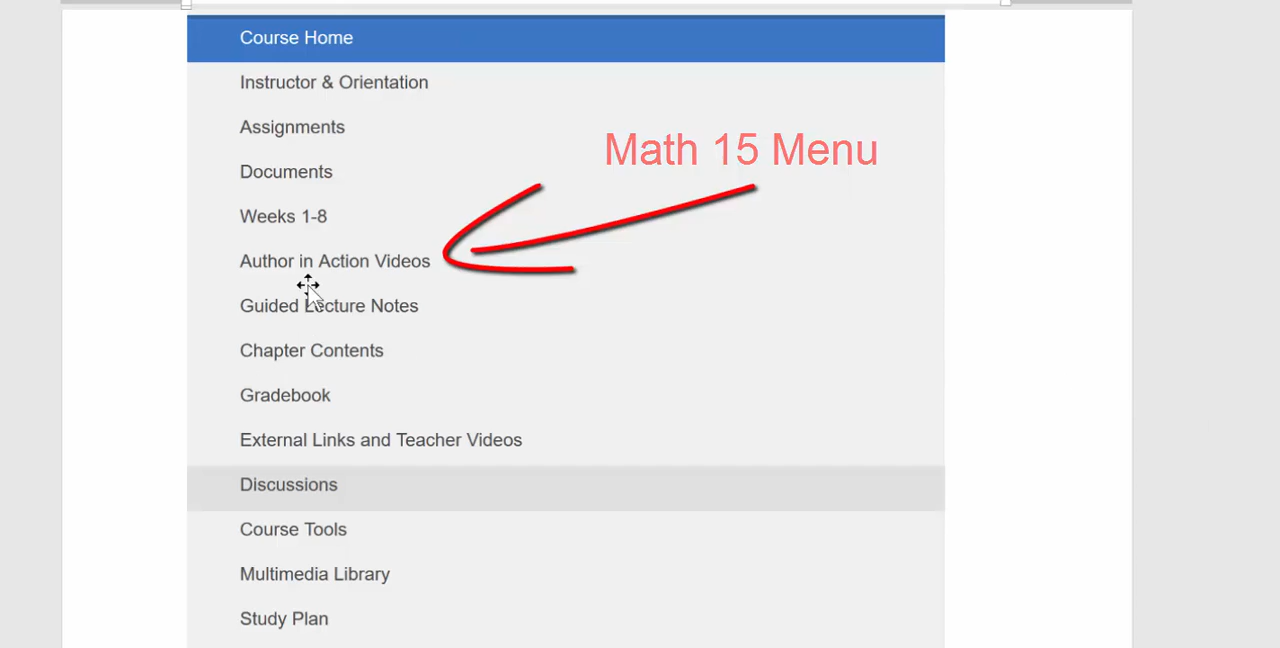 Course Home
Instructor & Orientation
Assignments
Math 15 Menu
Documents
Weeks 1-8
Author in Action Videos
Guided Lecture Notes
Chapter Contents
Gradebook
External Links and Teacher Videos
Discussions
Course Tools
Multimedia Library
Study Plan